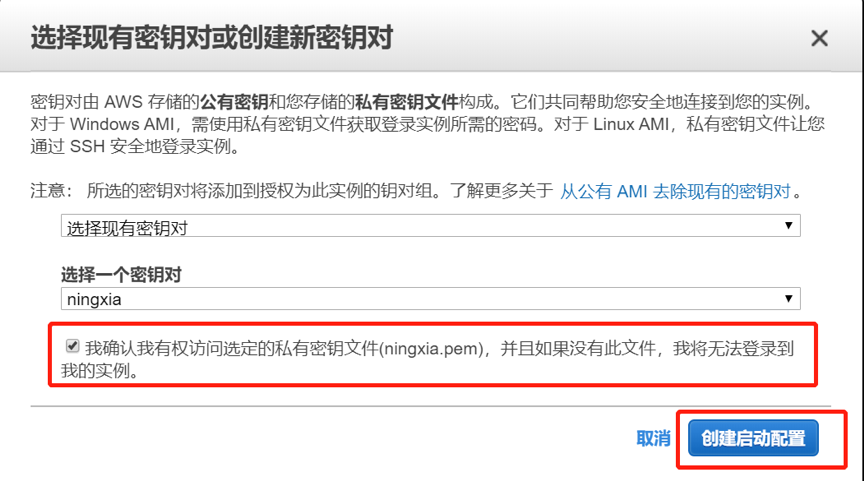 选择现有密钥对或创建新密钥对
密钥对由 AWS 存储的公有密钥和您存储的私有密钥文件构成。它们共同帮助您安全地连接到您的实例。
对于 Windows AMI，需使用私有密钥文件获取登录实例所需的密码。对于 Linux AMI，私有密钥文件让您
通过 SSH 安全地登录实例。
注意： 所选的密钥对将添加到授权为此实例的钥对组。了解更多关于 从公有 AMI 去除现有的密钥对。
选择现有密钥对
选择一个密钥对
ningxia
我确认我有权访问选定的私有密钥文件(ningxia.pem)，并且如果没有此文件，我将无法登录到
我的实例。
取消 创建启动配置